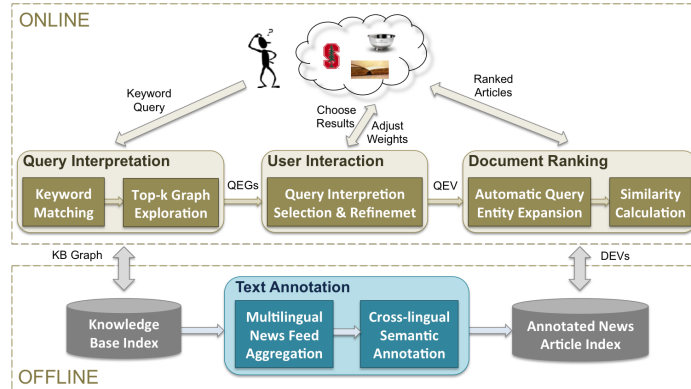 ONLINE
?
S
Keyword
Query
Choose
Results
Adjust
Weights
Ranked
Articles
Query Interpretation
Keyword
Matching
Top-k Graph
Exploration
QEGs
User Interaction
Query Interpretion
Selection & Refinemet
QEV
Document Ranking
Automatic Query
Entity Expansion
Similarity
Calculation
KB Graph
DEVs
Text Annotation
Knowledge
Base Index
Multilingual
News Feed
Aggregation
Cross-lingual
Semantic
Annotation
Annotated News
Article Index
OFFLINE